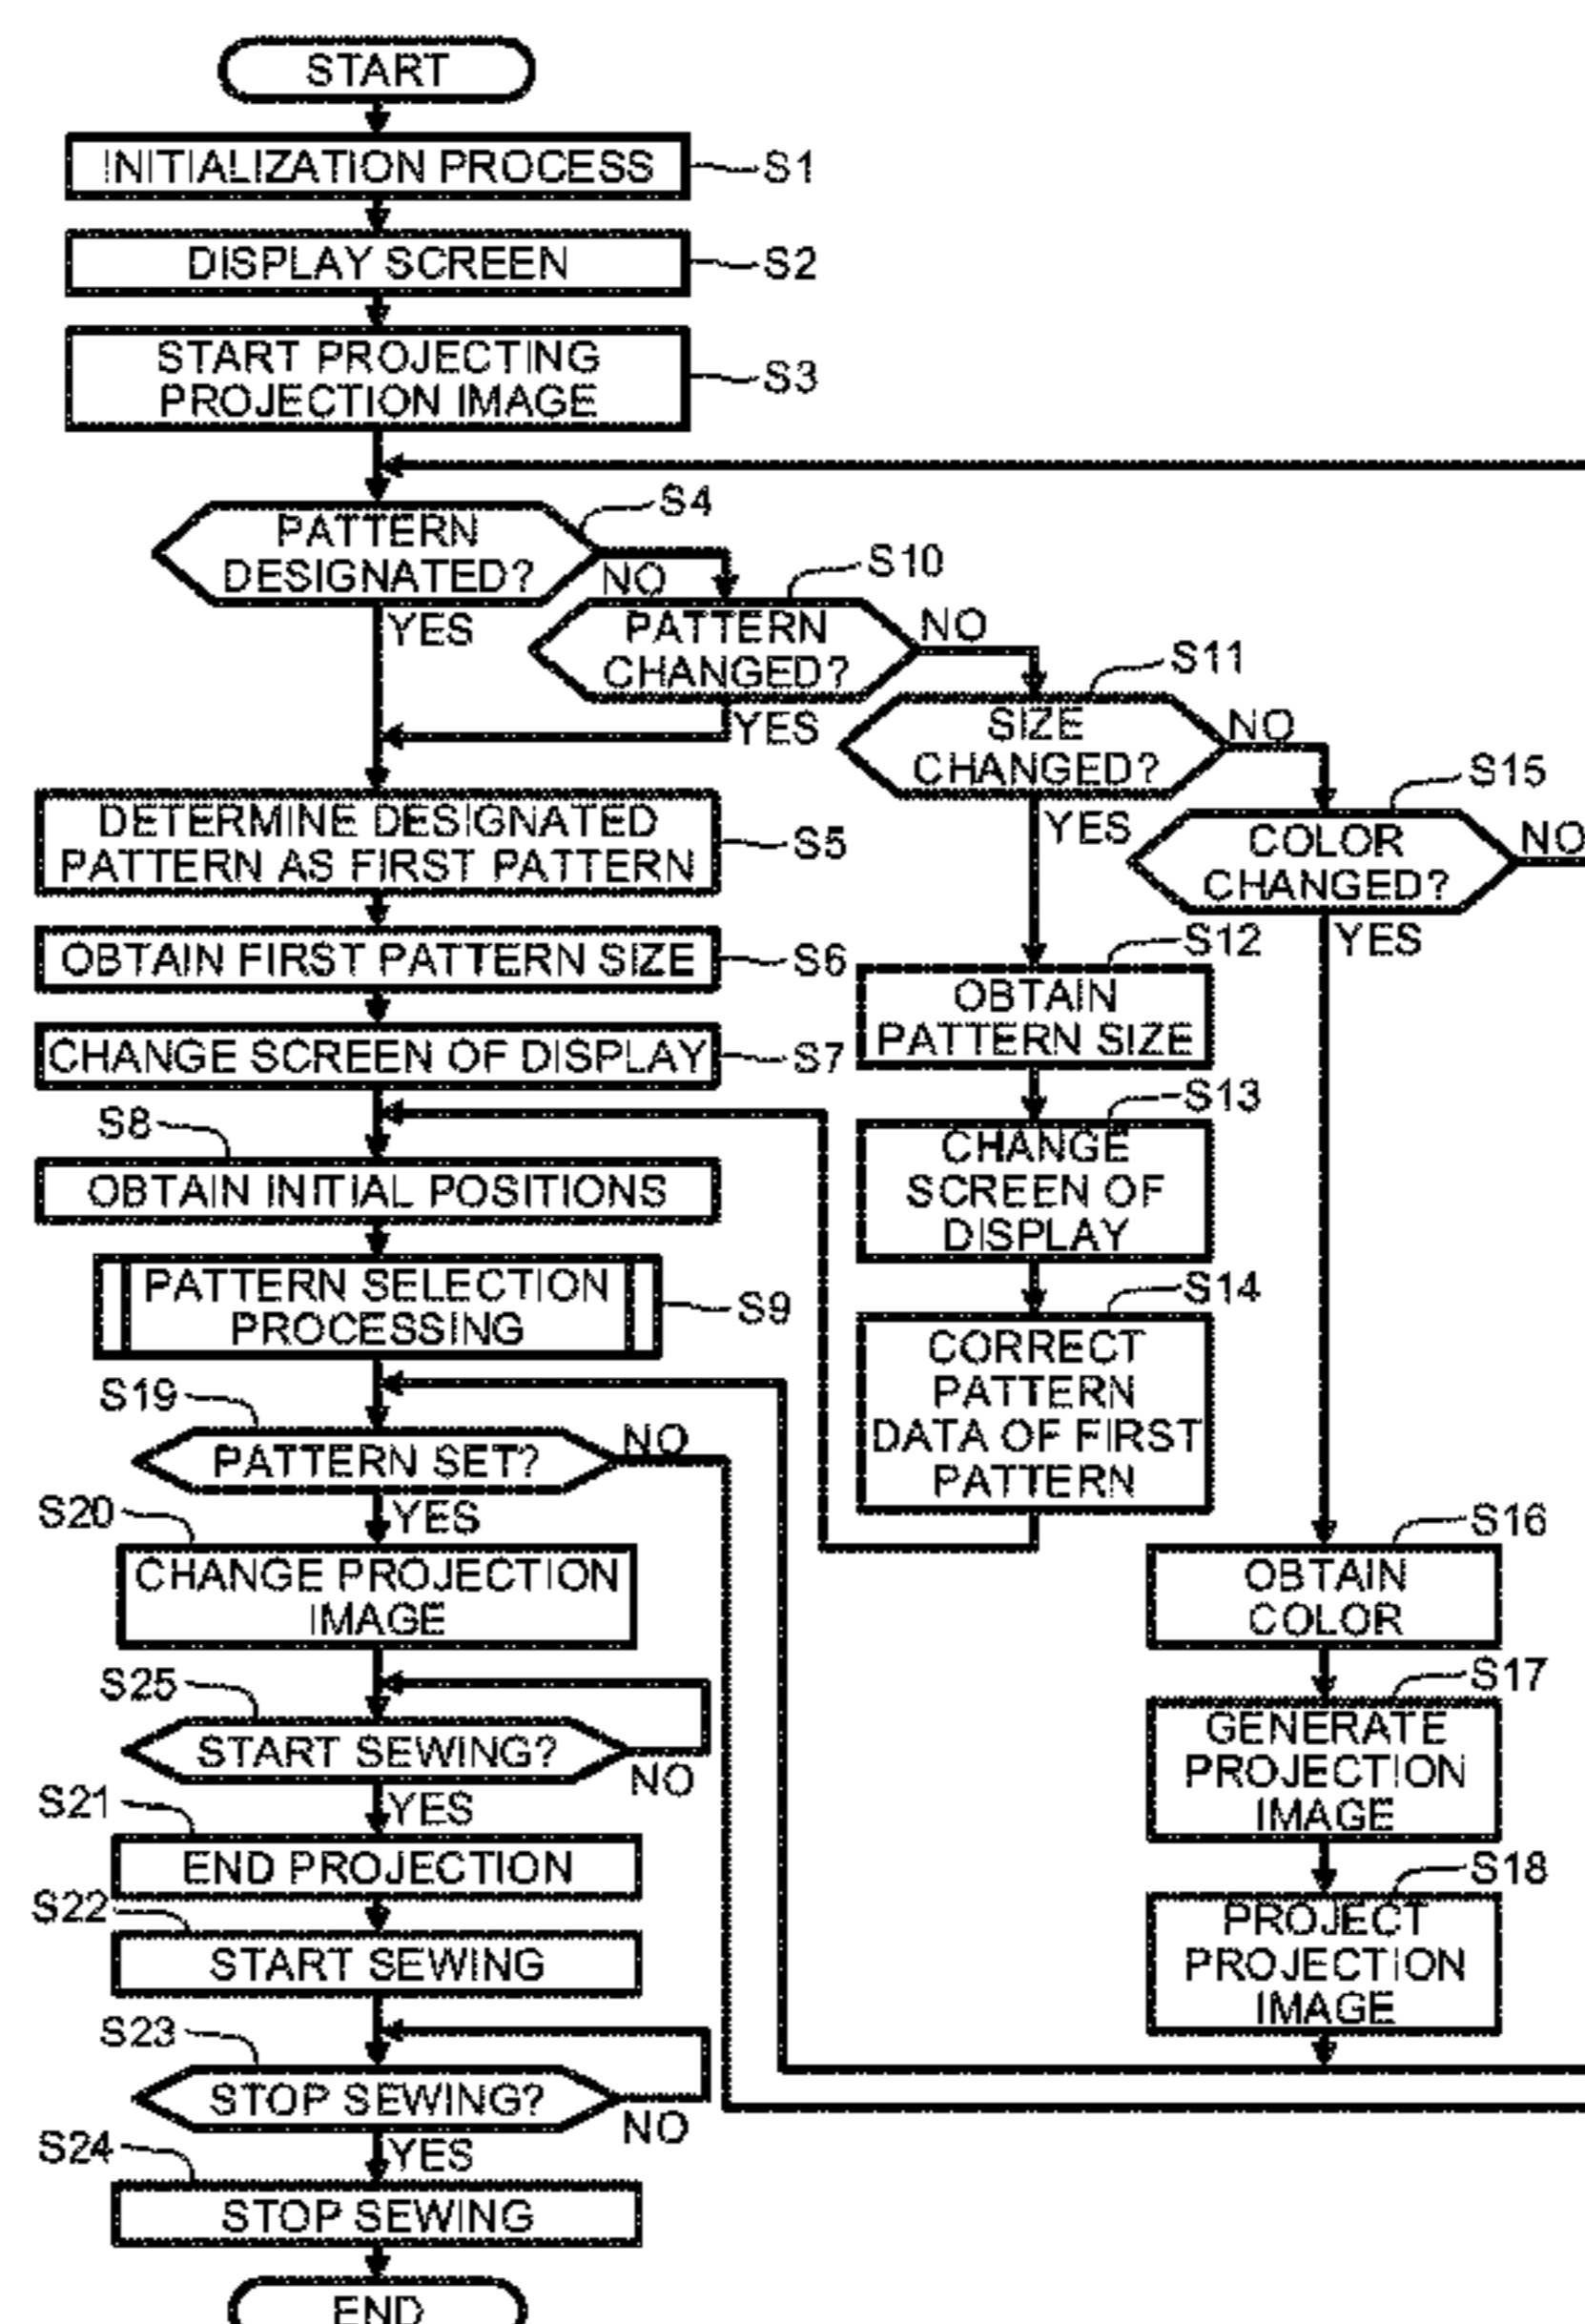 START
INITIALIZATION PROCESS
S1
DISPLAY SCREEN
S2
START PROJECTING
PROJECTION IMAGE
S3
PATTERN
DESIGNATED?
S4
NO
YES
PATTERN
CHANGED?
S10
NO
YES
SIZE
CHANGED?
S11
NO
YES
COLOR
CHANGED?
S15
NO
YES
DETERMINE DESIGNATED
PATTERN AS FIRST PATTERN
S5
OBTAIN FIRST PATTERN SIZE
S6
CHANGE SCREEN OF DISPLAY
S7
S8
OBTAIN INITIAL POSITIONS
PATTERN SELECTION
PROCESSING
S9
S12
OBTAIN
PATTERN SIZE
S13
CHANGE
SCREEN OF
DISPLAY
S14
CORRECT
PATTERN
DATA OF FIRST
PATTERN
S16
OBTAIN
COLOR
S17
GENERATE
PROJECTION
IMAGE
S18
PROJECT
PROJECTION
IMAGE
S19
PATTERN SET?
NO
YES
S20
CHANGE PROJECTION
IMAGE
S25
START SEWING?
NO
YES
S21
END PROJECTION
S22
START SEWING
S23
STOP SEWING?
NO
YES
S24
STOP SEWING
END